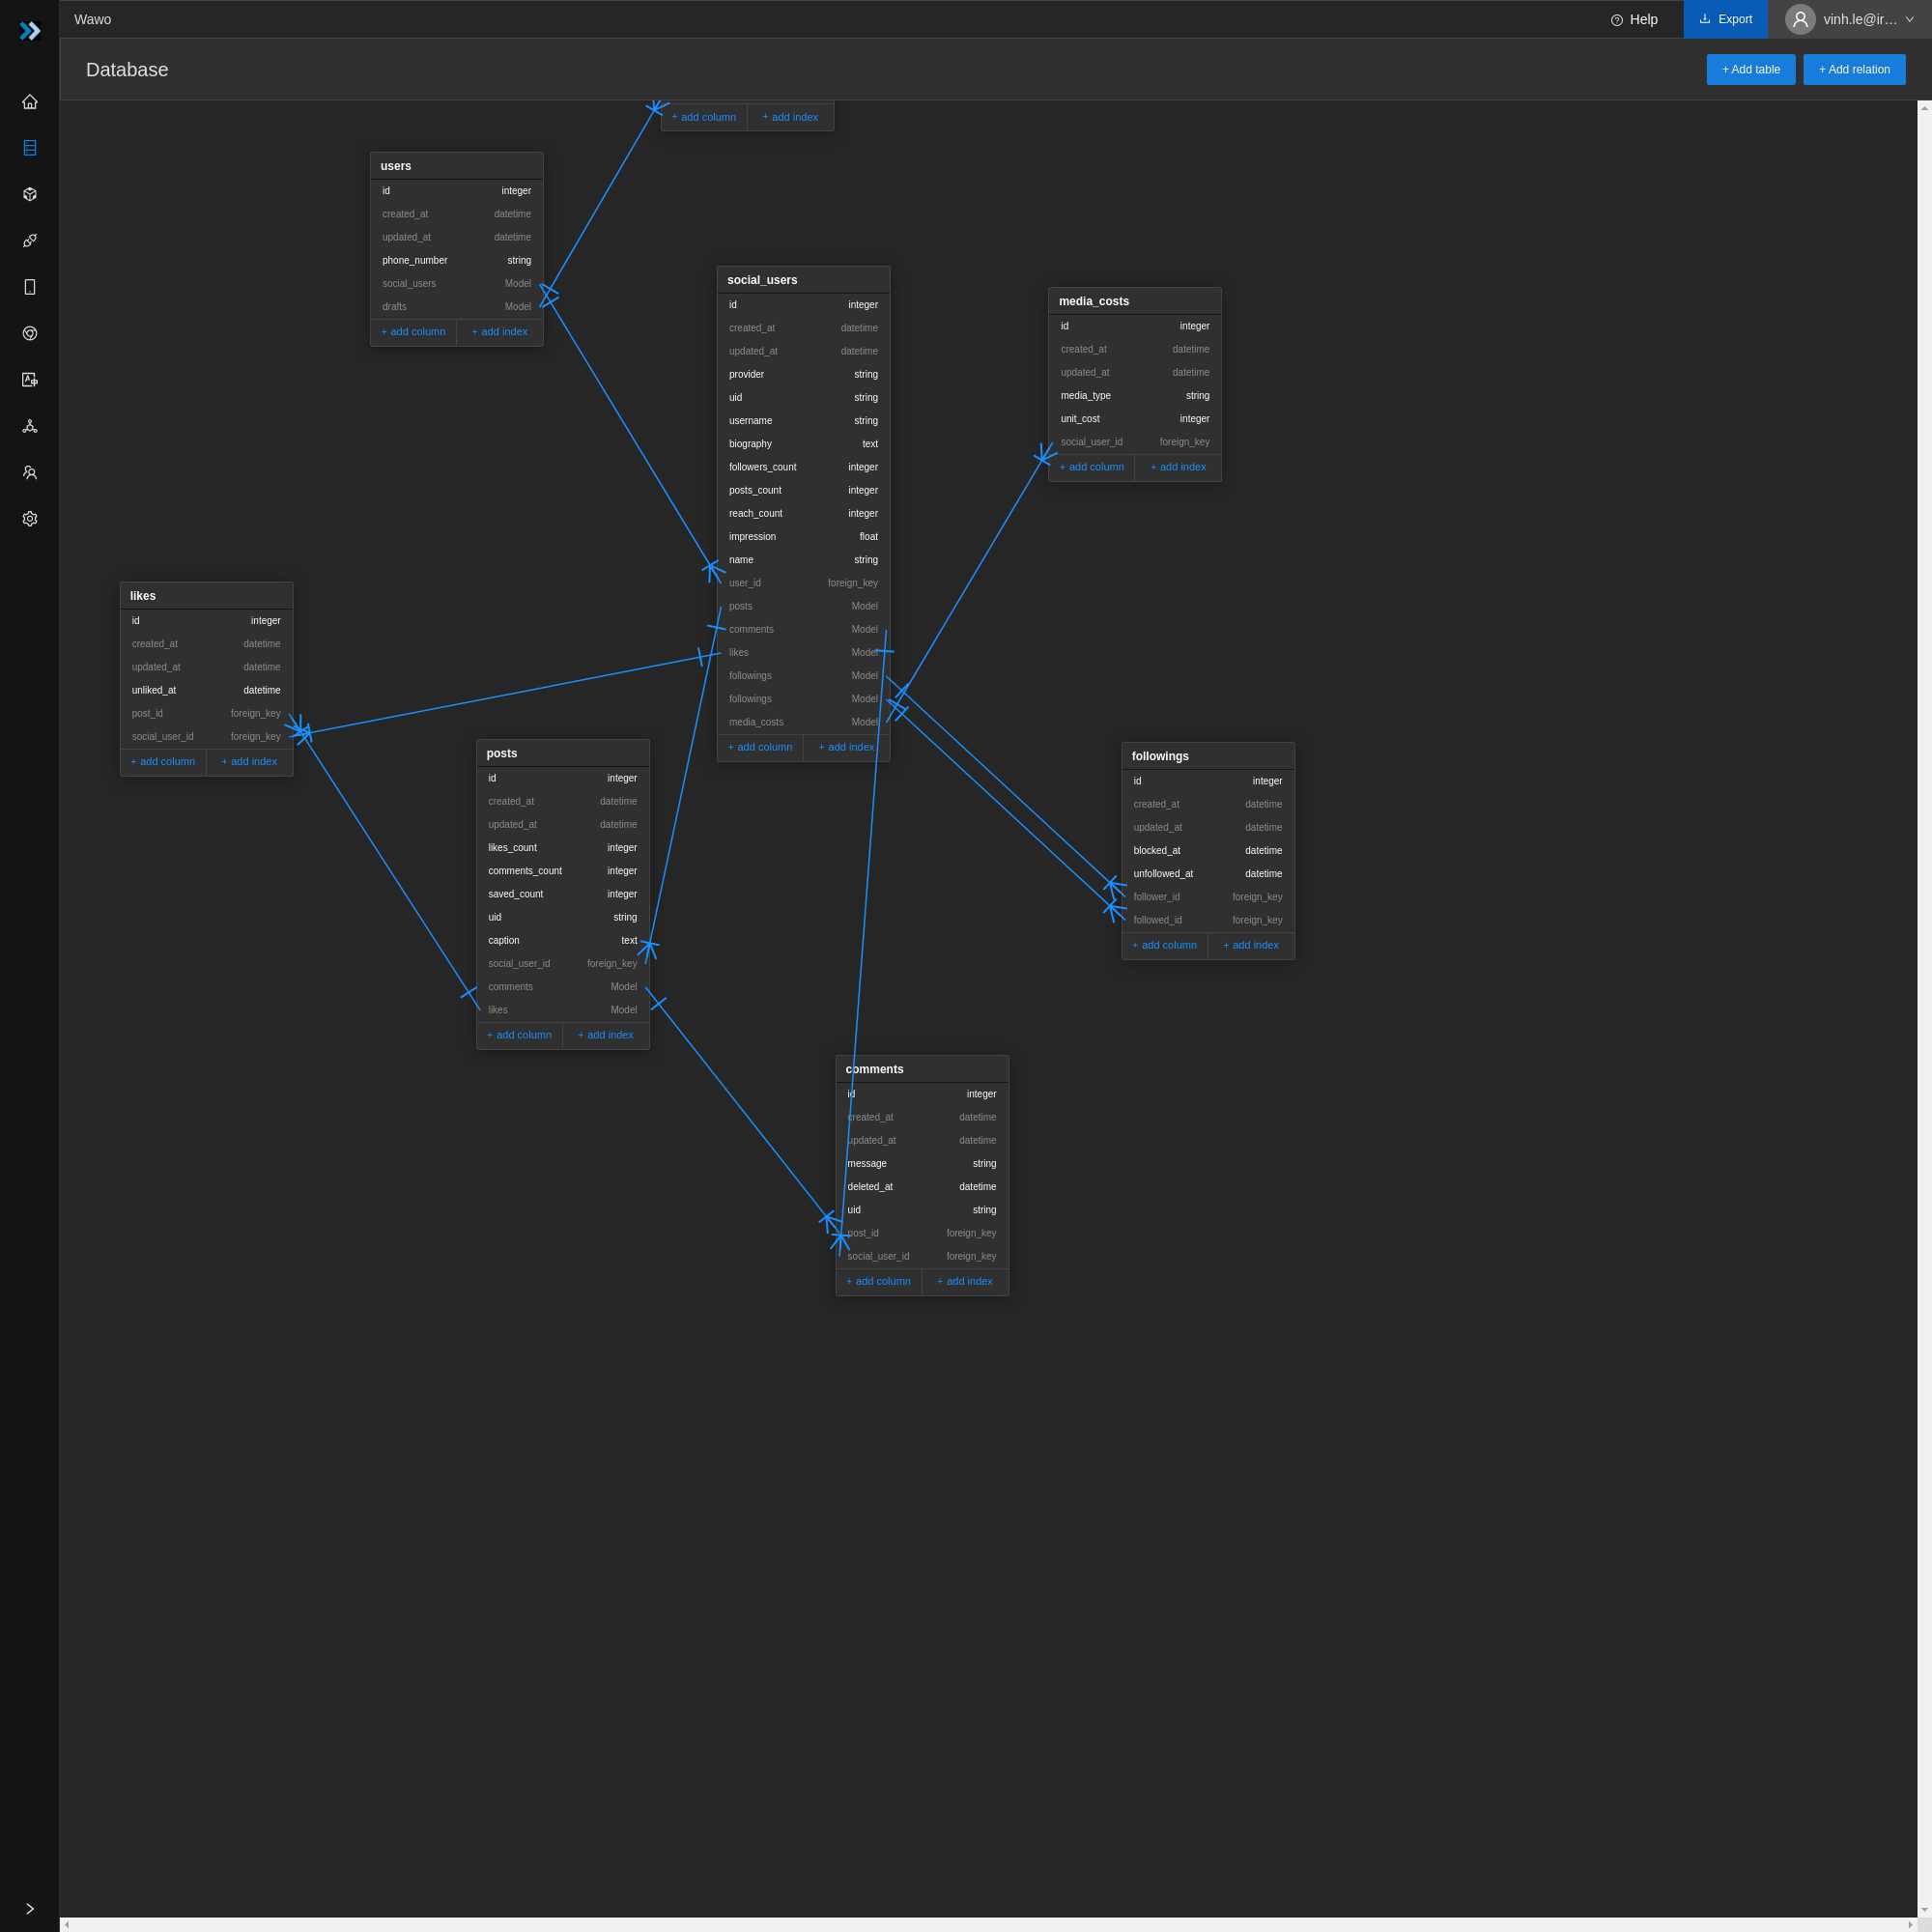 Wawo
Help
Export
vinh.le@ir…
Database
+ Add table
+ Add relation
+ add column
+ add index
users
id integer
created_at datetime
updated_at datetime
phone_number string
social_users Model
drafts Model
+ add column + add index
social_users
id integer
created_at datetime
updated_at datetime
provider string
uid string
username string
biography text
followers_count integer
posts_count integer
reach_count integer
impression float
name string
user_id foreign_key
posts Model
comments Model
likes Model
followings Model
followings Model
media_costs Model
+ add column + add index
media_costs
id integer
created_at datetime
updated_at datetime
media_type string
unit_cost integer
social_user_id foreign_key
+ add column + add index
likes
id integer
created_at datetime
updated_at datetime
unliked_at datetime
post_id foreign_key
social_user_id foreign_key
+ add column + add index
posts
id integer
created_at datetime
updated_at datetime
likes_count integer
comments_count integer
saved_count integer
uid string
caption text
social_user_id foreign_key
comments Model
likes Model
+ add column + add index
followings
id integer
created_at datetime
updated_at datetime
blocked_at datetime
unfollowed_at datetime
follower_id foreign_key
followed_id foreign_key
+ add column + add index
comments
id integer
created_at datetime
updated_at datetime
message string
deleted_at datetime
uid string
post_id foreign_key
social_user_id foreign_key
+ add column + add index